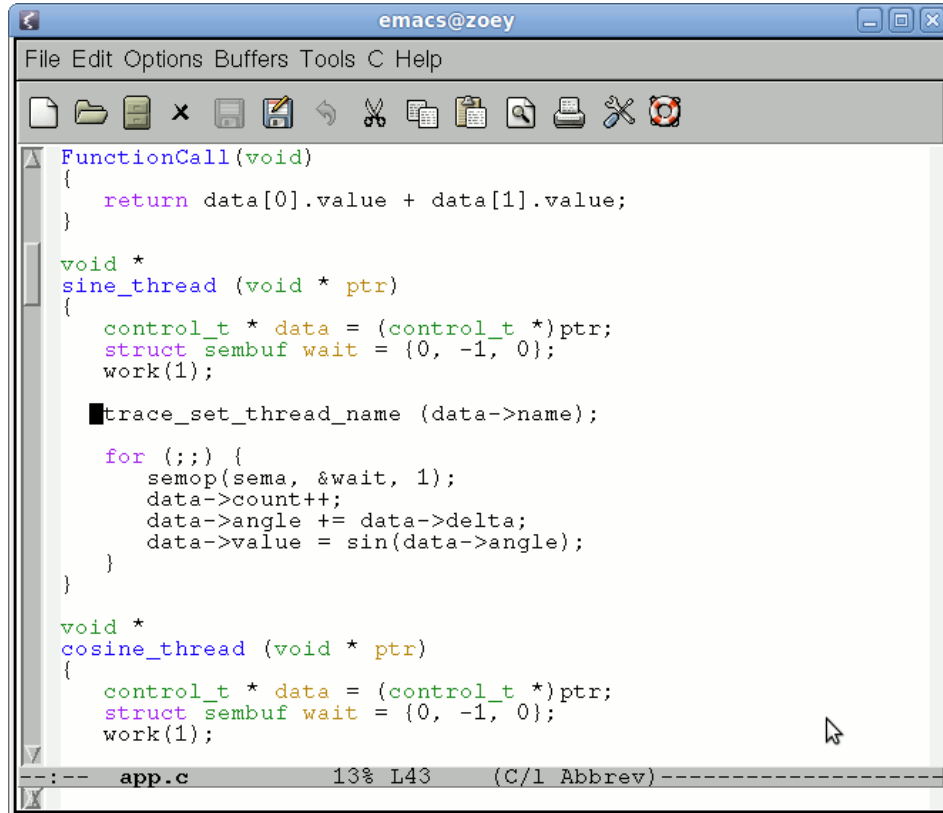 emacs@zoey
File Edit Options Buffers Tools C Help
FunctionCall(void)
{
   return data[0].value + data[1].value;
}
void *
sine_thread (void * ptr)
{
   control_t * data = (control_t *)ptr;
   struct sembuf wait = {0, -1, 0};
   work(1);
   trace_set_thread_name (data->name);
   for (;;) {
      semop(sema, &wait, 1);
      data->count++;
      data->angle += data->delta;
      data->value = sin(data->angle);
   }
}
void *
cosine_thread (void * ptr)
{
   control_t * data = (control_t *)ptr;
   struct sembuf wait = {0, -1, 0};
   work(1);
--:-- app.c 13% L43 (C/l Abbrev)--------------------